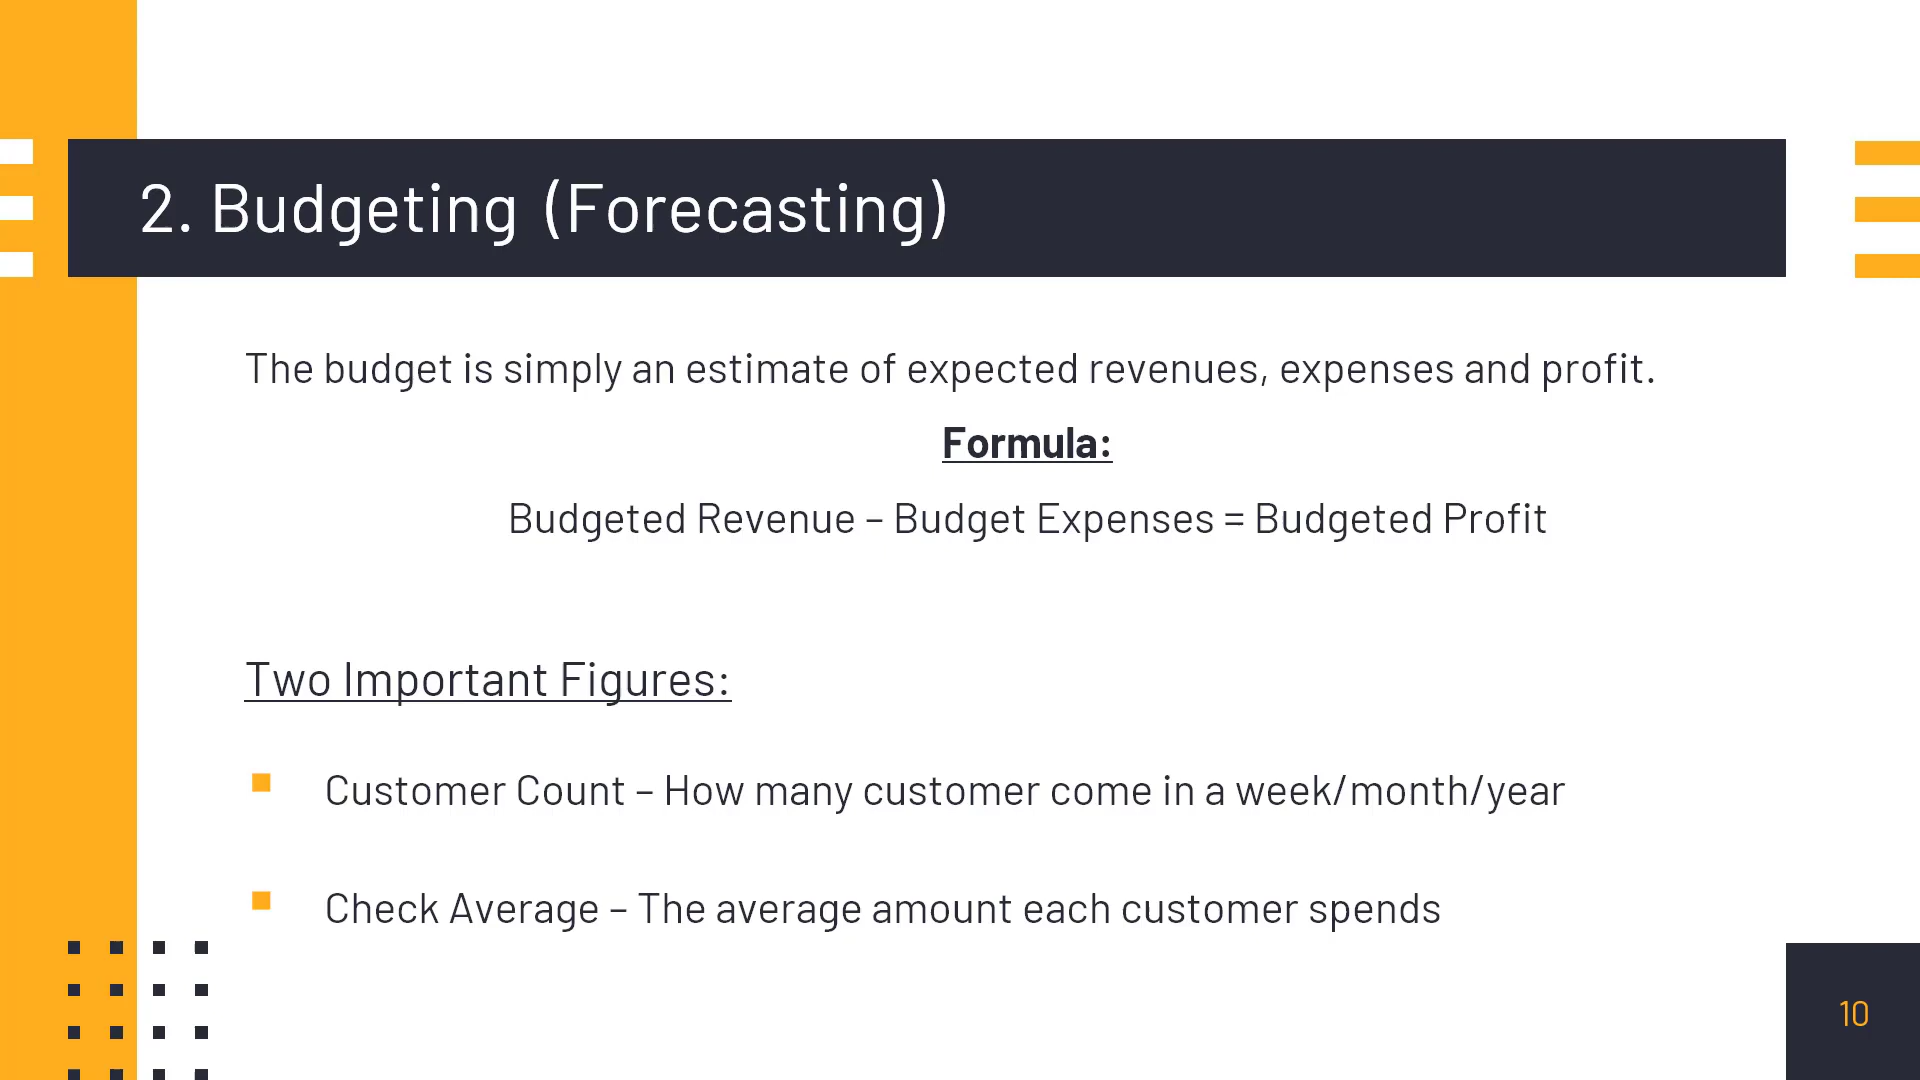 2. Budgeting (Forecasting)
The budget is simply an estimate of expected revenues, expenses and profit.
Formula:
Budgeted Revenue – Budget Expenses = Budgeted Profit
Two Important Figures:
Customer Count – How many customer come in a week/month/year
Check Average – The average amount each customer spends
10